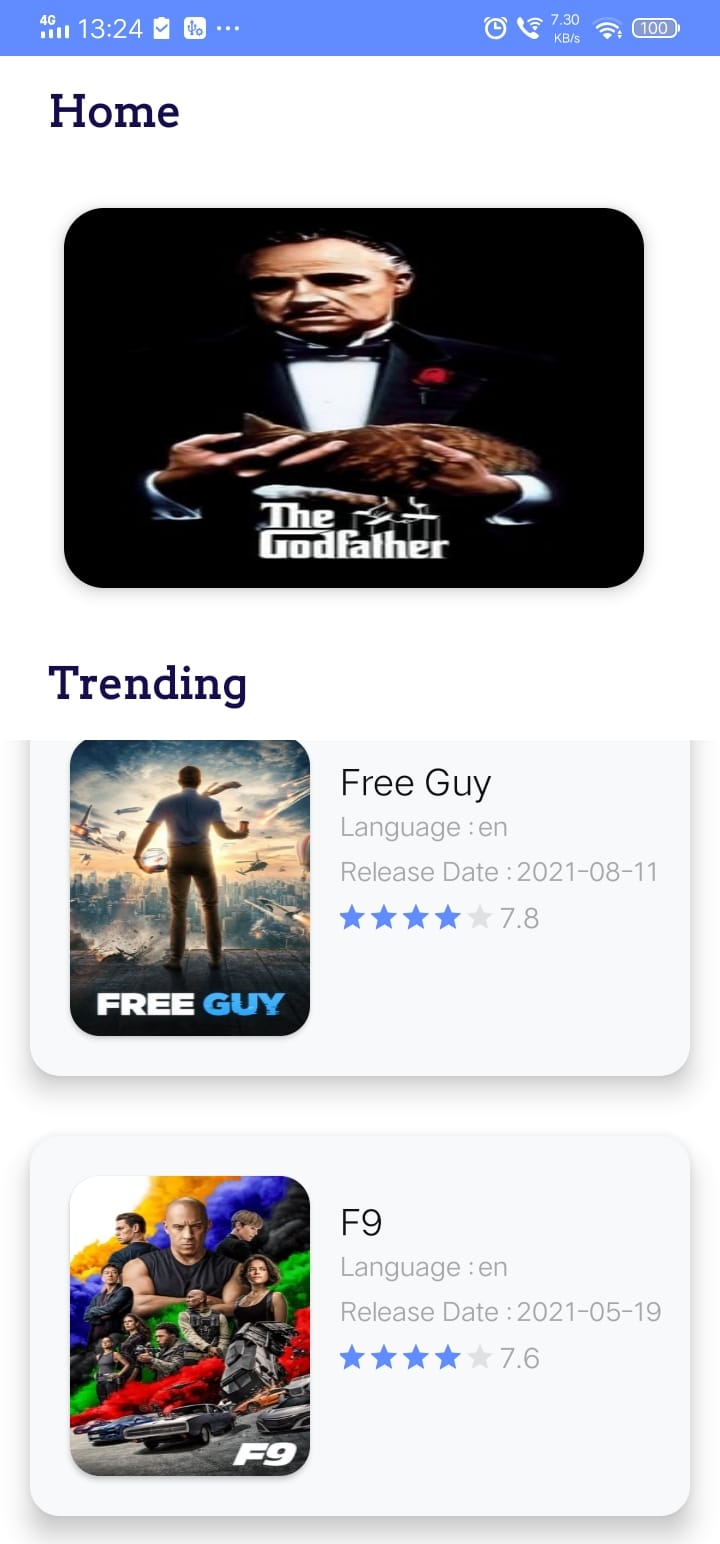 4G 13:24 ... 7.30 KB/s 100
Home
The
Godfather
Trending
FREE GUY
Free Guy
Language : en
Release Date : 2021-08-11
7.8
F9
F9
Language : en
Release Date : 2021-05-19
7.6